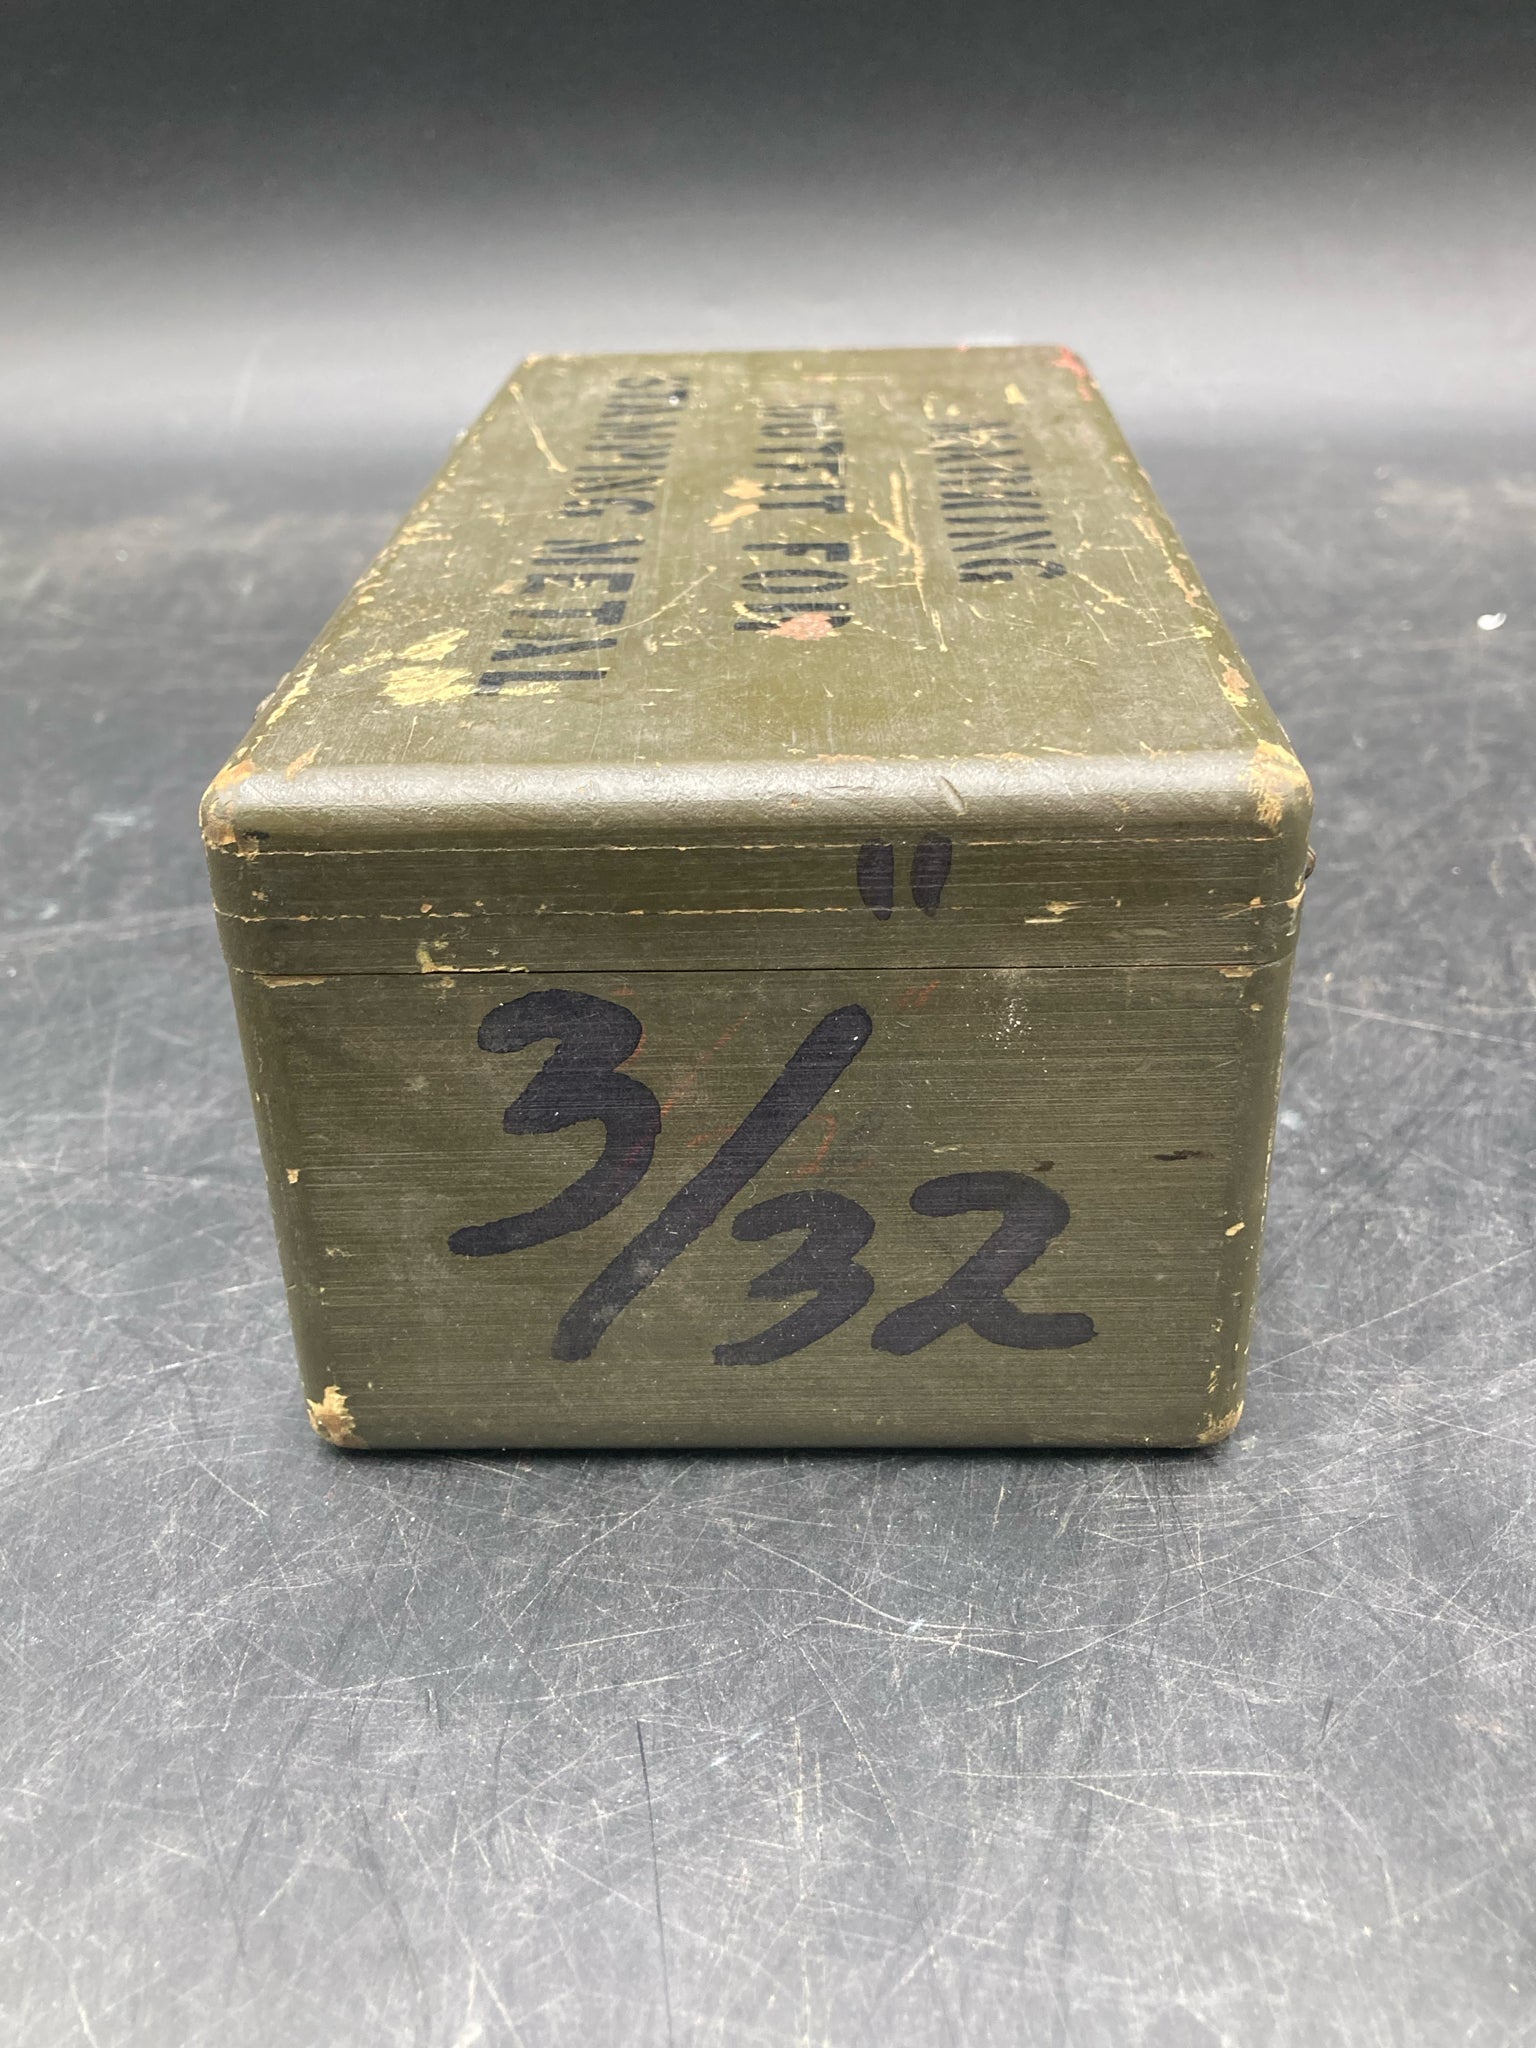 MARKING
OUTFIT FOR
STAMPING METAL
3/32"